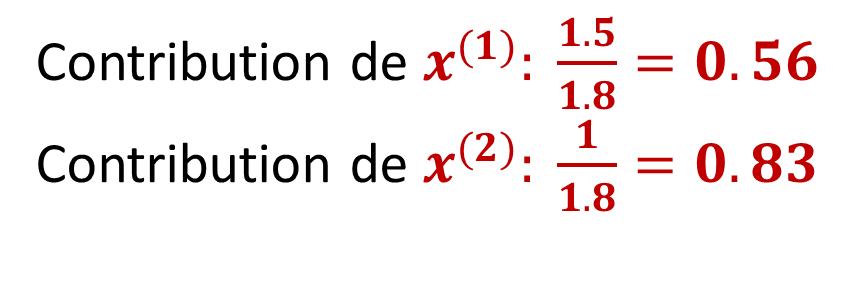 Contribution de x^(1): 1.5/1.8 = 0.56
Contribution de x^(2): 1/1.8 = 0.83